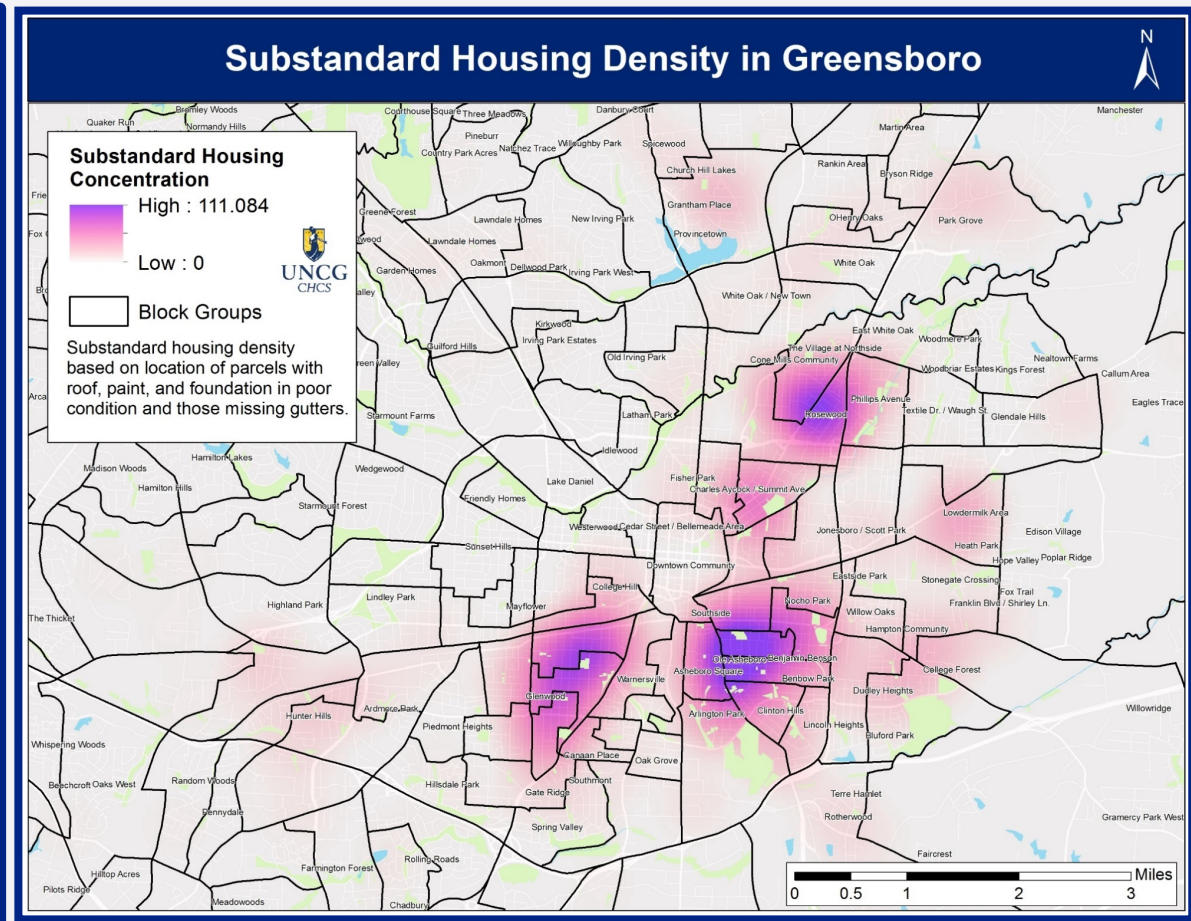 Substandard Housing Density in Greensboro
N
Substandard Housing
Concentration
High : 111.084
Low : 0
UNCG
CHCS
Block Groups
Substandard housing density
based on location of parcels with
roof, paint, and foundation in poor
condition and those missing gutters.
Bromley Woods
Quaker Run
Normandy Hills
Courthouse Square
Three Meadows
Danbury Court
Manchester
Pineburr
Willoughby Park
Spicewood
Martin Area
Country Park Acres
Natchez Trace
Church Hill Lakes
Rankin Area
Bryson Ridge
Grantham Place
Greene Forest
Lawndale Homes
New Irving Park
OHenry Oaks
Park Grove
Provincetown
Lawndale Homes
Oakmont
Dellwood Park
Irving Park West
Garden Homes
White Oak
White Oak / New Town
Kirkwood
Irving Park Estates
Guilford Hills
Old Irving Park
East White Oak
Woodmere Park
The Village at Northside
Cone Mills Community
Nealtown Farms
Woodbriar Estates
Kings Forest
Callum Area
Phillips Avenue
Eagles Trace
Textile Dr. / Waugh St.
Glendale Hills
Rosewood
Starmount Farms
Latham Park
Idlewood
Hamilton Lakes
Madison Woods
Wedgewood
Lake Daniel
Fisher Park
Charles Aycock / Summit Ave
Hamilton Hills
Friendly Homes
Starmount Forest
Lowdermilk Area
Westerwood
Cedar Street / Bellemeade Area
Jonesboro / Scott Park
Edison Village
Sunset Hills
Heath Park
Hope Valley
Poplar Ridge
Downtown Community
Eastside Park
Stonegate Crossing
College Hill
Fox Trail
Franklin Blvd / Shirley Ln.
Lindley Park
Highland Park
Mayflower
Nocho Park
Southside
Willow Oaks
The Thicket
Hampton Community
Old Asheboro
Benjamin Benson
Asheboro Square
College Forest
Warnersville
Benbow Park
Dudley Heights
Glenwood
Ardmore Park
Hunter Hills
Arlington Park
Clinton Hills
Willowridge
Piedmont Heights
Lincoln Heights
Bluford Park
Whispering Woods
Canaan Place
Oak Grove
Beechcroft
Oaks West
Random Woods
Hillsdale Park
Southmont
Gate Ridge
Terre Hamlet
Pennydale
Rotherwood
Gramercy Park West
Spring Valley
Faircrest
Rolling Roads
Farmington Forest
Hilltop Acres
Pilots Ridge
Meadowoods
Chadbury
Miles
0 0.5 1 2 3